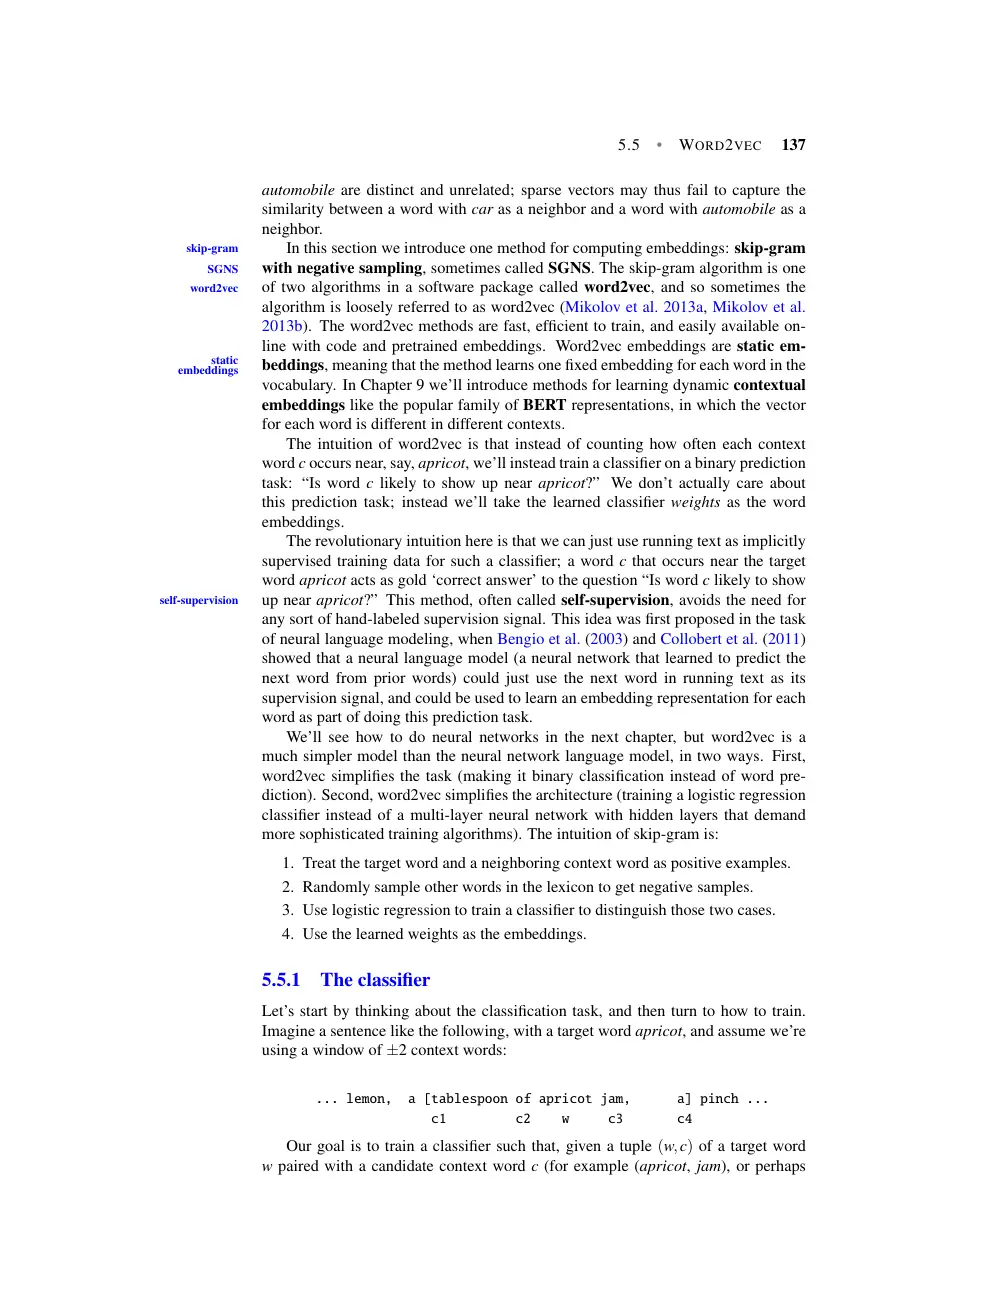 5.5 • WORD2VEC 137
automobile are distinct and unrelated; sparse vectors may thus fail to capture the
similarity between a word with car as a neighbor and a word with automobile as a
neighbor.
skip-gram
In this section we introduce one method for computing embeddings: skip-gram
SGNS
with negative sampling, sometimes called SGNS. The skip-gram algorithm is one
word2vec
of two algorithms in a software package called word2vec, and so sometimes the
algorithm is loosely referred to as word2vec (Mikolov et al. 2013a, Mikolov et al.
2013b). The word2vec methods are fast, efficient to train, and easily available on-
line with code and pretrained embeddings. Word2vec embeddings are static em-
static
embeddings
beddings, meaning that the method learns one fixed embedding for each word in the
vocabulary. In Chapter 9 we'll introduce methods for learning dynamic contextual
embeddings like the popular family of BERT representations, in which the vector
for each word is different in different contexts.
The intuition of word2vec is that instead of counting how often each context
word c occurs near, say, apricot, we'll instead train a classifier on a binary prediction
task: “Is word c likely to show up near apricot?” We don't actually care about
this prediction task; instead we'll take the learned classifier weights as the word
embeddings.
The revolutionary intuition here is that we can just use running text as implicitly
supervised training data for such a classifier; a word c that occurs near the target
word apricot acts as gold ‘correct answer’ to the question “Is word c likely to show
self-supervision
up near apricot?” This method, often called self-supervision, avoids the need for
any sort of hand-labeled supervision signal. This idea was first proposed in the task
of neural language modeling, when Bengio et al. (2003) and Collobert et al. (2011)
showed that a neural language model (a neural network that learned to predict the
next word from prior words) could just use the next word in running text as its
supervision signal, and could be used to learn an embedding representation for each
word as part of doing this prediction task.
We'll see how to do neural networks in the next chapter, but word2vec is a
much simpler model than the neural network language model, in two ways. First,
word2vec simplifies the task (making it binary classification instead of word pre-
diction). Second, word2vec simplifies the architecture (training a logistic regression
classifier instead of a multi-layer neural network with hidden layers that demand
more sophisticated training algorithms). The intuition of skip-gram is:
1. Treat the target word and a neighboring context word as positive examples.
2. Randomly sample other words in the lexicon to get negative samples.
3. Use logistic regression to train a classifier to distinguish those two cases.
4. Use the learned weights as the embeddings.
5.5.1 The classifier
Let's start by thinking about the classification task, and then turn to how to train.
Imagine a sentence like the following, with a target word apricot, and assume we're
using a window of ±2 context words:
... lemon, a [tablespoon of apricot jam, a] pinch ...
c1 c2 w c3 c4
Our goal is to train a classifier such that, given a tuple (w,c) of a target word
w paired with a candidate context word c (for example (apricot, jam), or perhaps